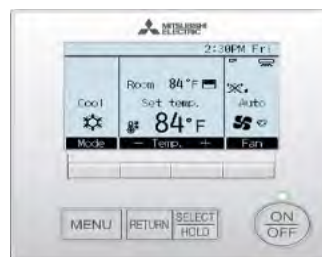 MITSUBISHI
ELECTRIC
2:30PM Fri
Room 84°F
Cool Set temp. Auto
84°F
Mode − Temp. + Fan
MENU RETURN SELECT
HOLD
ON
OFF